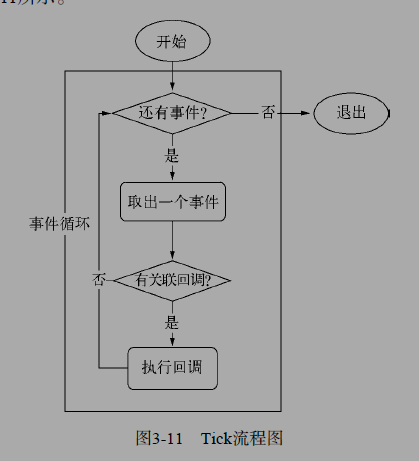 所示。
开始
还有事件?
否
退出
是
取出一个事件
事件循环
否
有关联回调?
是
执行回调
图3-11 Tick流程图